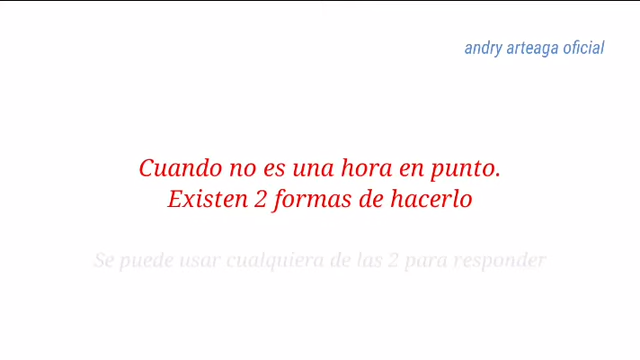 andry arteaga oficial
Cuando no es una hora en punto.
Existen 2 formas de hacerlo
Se puede usar cualquiera de las 2 para responder